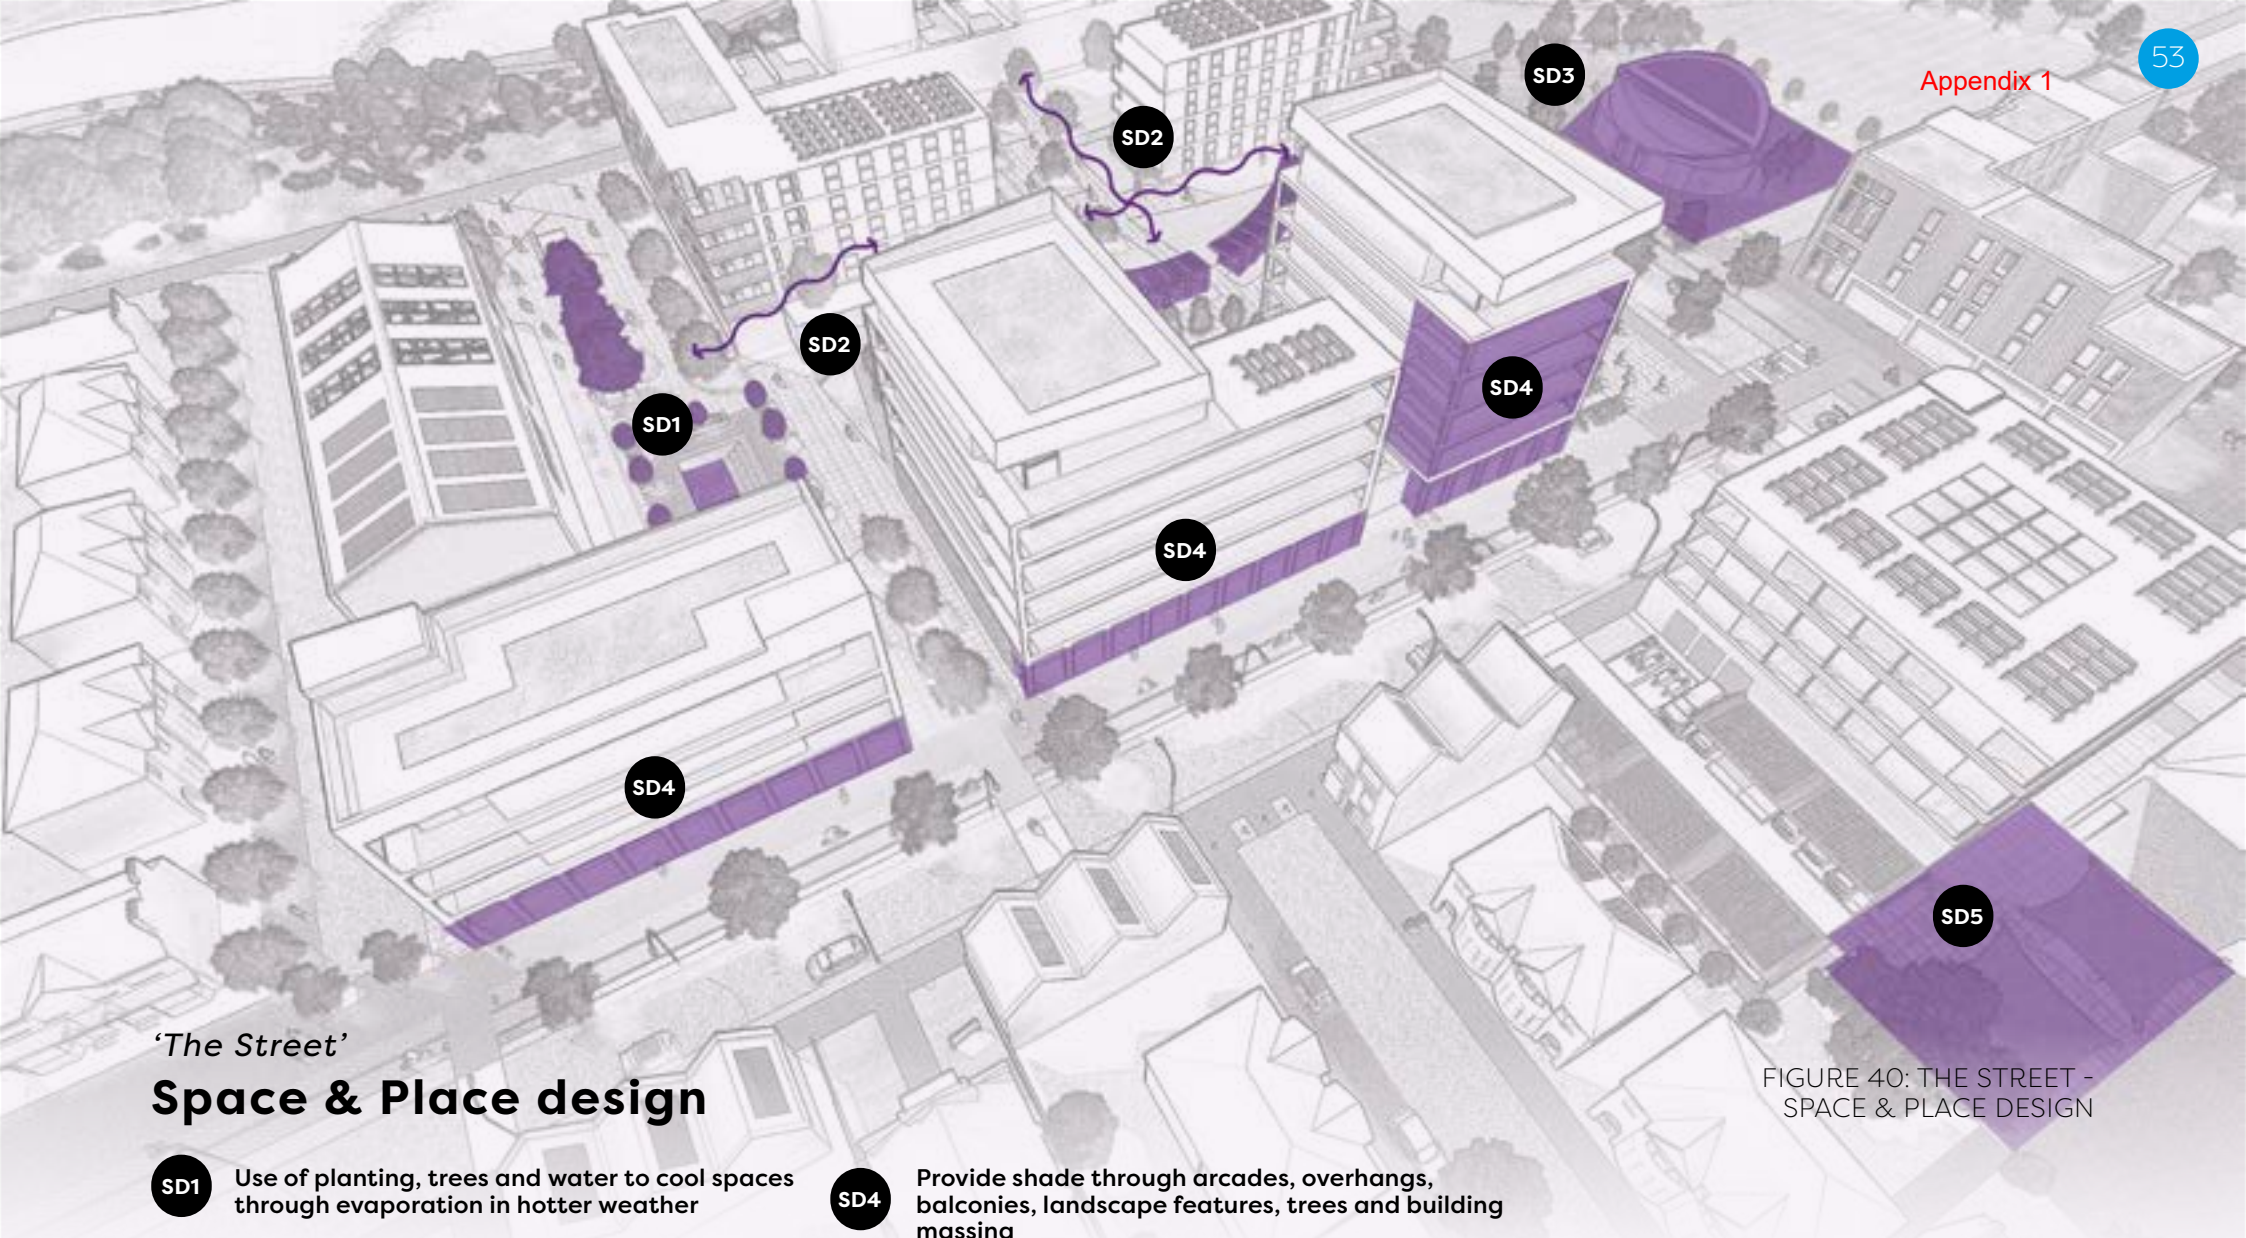 53
Appendix 1
SD3
SD2
SD2
SD4
SD1
SD4
SD4
SD5
‘The Street’
Space & Place design
FIGURE 40: THE STREET -
SPACE & PLACE DESIGN
SD1
Use of planting, trees and water to cool spaces
through evaporation in hotter weather
SD4
Provide shade through arcades, overhangs,
balconies, landscape features, trees and building
massing